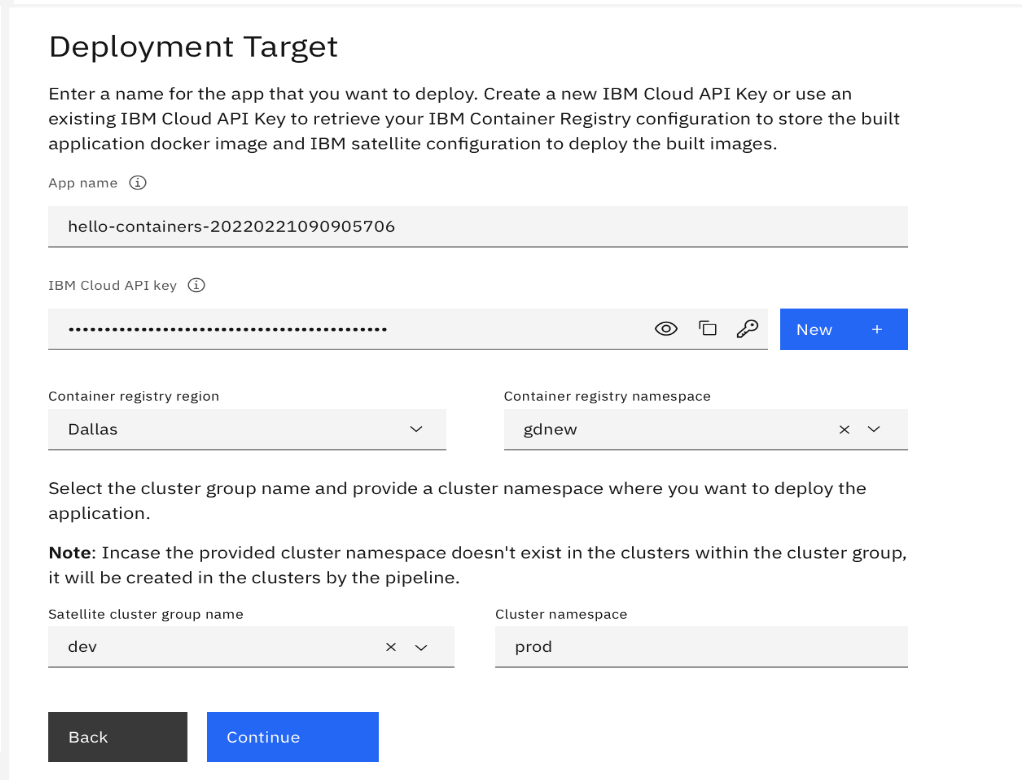 Deployment Target
Enter a name for the app that you want to deploy. Create a new IBM Cloud API Key or use an
existing IBM Cloud API Key to retrieve your IBM Container Registry configuration to store the built
application docker image and IBM satellite configuration to deploy the built images.
App name
hello-containers-20220221090905706
IBM Cloud API key
••••••••••••••••••••••••••••••••••••••••••••
New +
Container registry region
Container registry namespace
Dallas
gdnew
Select the cluster group name and provide a cluster namespace where you want to deploy the
application.
Note: Incase the provided cluster namespace doesn't exist in the clusters within the cluster group,
it will be created in the clusters by the pipeline.
Satellite cluster group name
Cluster namespace
dev
prod
Back
Continue